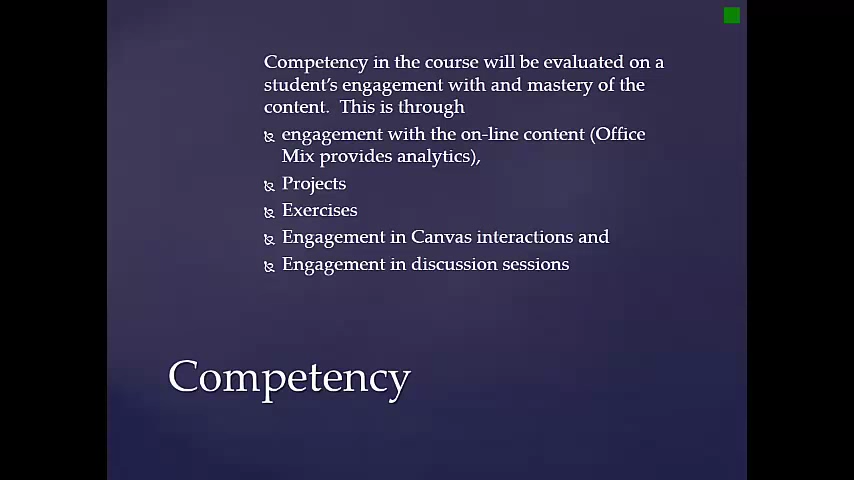 Competency in the course will be evaluated on a
student's engagement with and mastery of the
content.  This is through
engagement with the on-line content (Office
Mix provides analytics),
Projects
Exercises
Engagement in Canvas interactions and
Engagement in discussion sessions
Competency